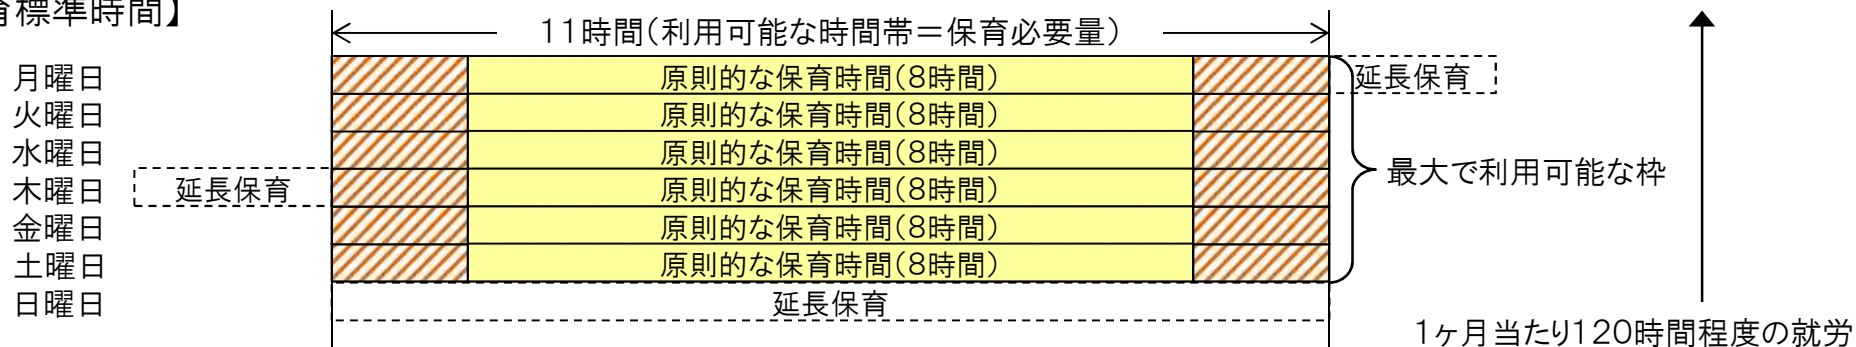 育標準時間】
11時間(利用可能な時間帯=保育必要量)
月曜日 原則的な保育時間(8時間) 延長保育
火曜日 原則的な保育時間(8時間)
水曜日 原則的な保育時間(8時間)
木曜日 延長保育 原則的な保育時間(8時間) 最大で利用可能な枠
金曜日 原則的な保育時間(8時間)
土曜日 原則的な保育時間(8時間)
日曜日 延長保育
1ヶ月当たり120時間程度の就労